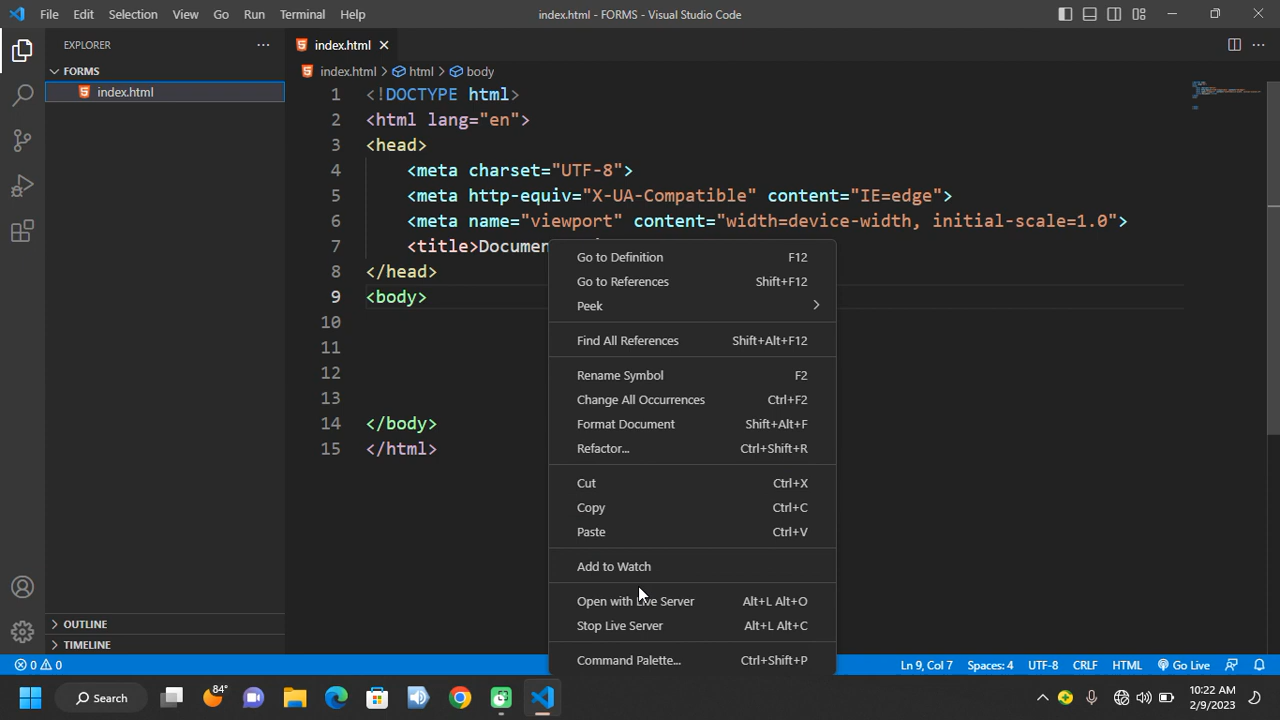 File Edit Selection View Go Run Terminal Help index.html - FORMS - Visual Studio Code
EXPLORER
FORMS
index.html
OUTLINE
TIMELINE
index.html
index.html > html > body
1 <!DOCTYPE html>
2 <html lang="en">
3 <head>
4 <meta charset="UTF-8">
5 <meta http-equiv="X-UA-Compatible" content="IE=edge">
6 <meta name="viewport" content="width=device-width, initial-scale=1.0">
7 <title>Documen
8 </head>
9 <body>
10
11
12
13
14 </body>
15 </html>
Go to Definition F12
Go to References Shift+F12
Peek
Find All References Shift+Alt+F12
Rename Symbol F2
Change All Occurrences Ctrl+F2
Format Document Shift+Alt+F
Refactor... Ctrl+Shift+R
Cut Ctrl+X
Copy Ctrl+C
Paste Ctrl+V
Add to Watch
Open with Live Server Alt+L Alt+O
Stop Live Server Alt+L Alt+C
Command Palette... Ctrl+Shift+P
0 0 Ln 9, Col 7 Spaces: 4 UTF-8 CRLF HTML Go Live
Search 84° 10:22 AM
2/9/2023